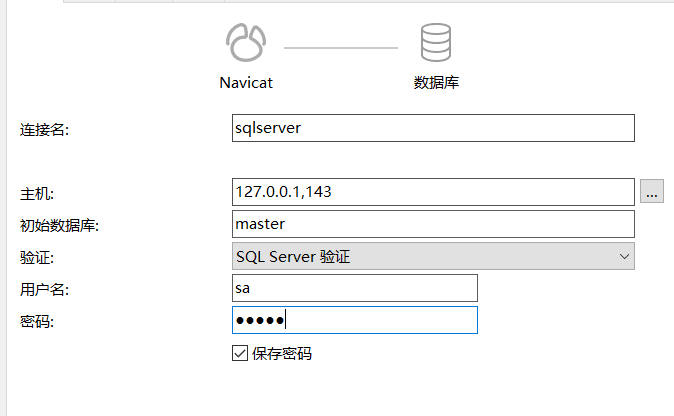 Navicat
数据库
连接名:
sqlserver
主机:
127.0.0.1,143
...
初始数据库:
master
验证:
SQL Server 验证
用户名:
sa
密码:
●●●●●
保存密码